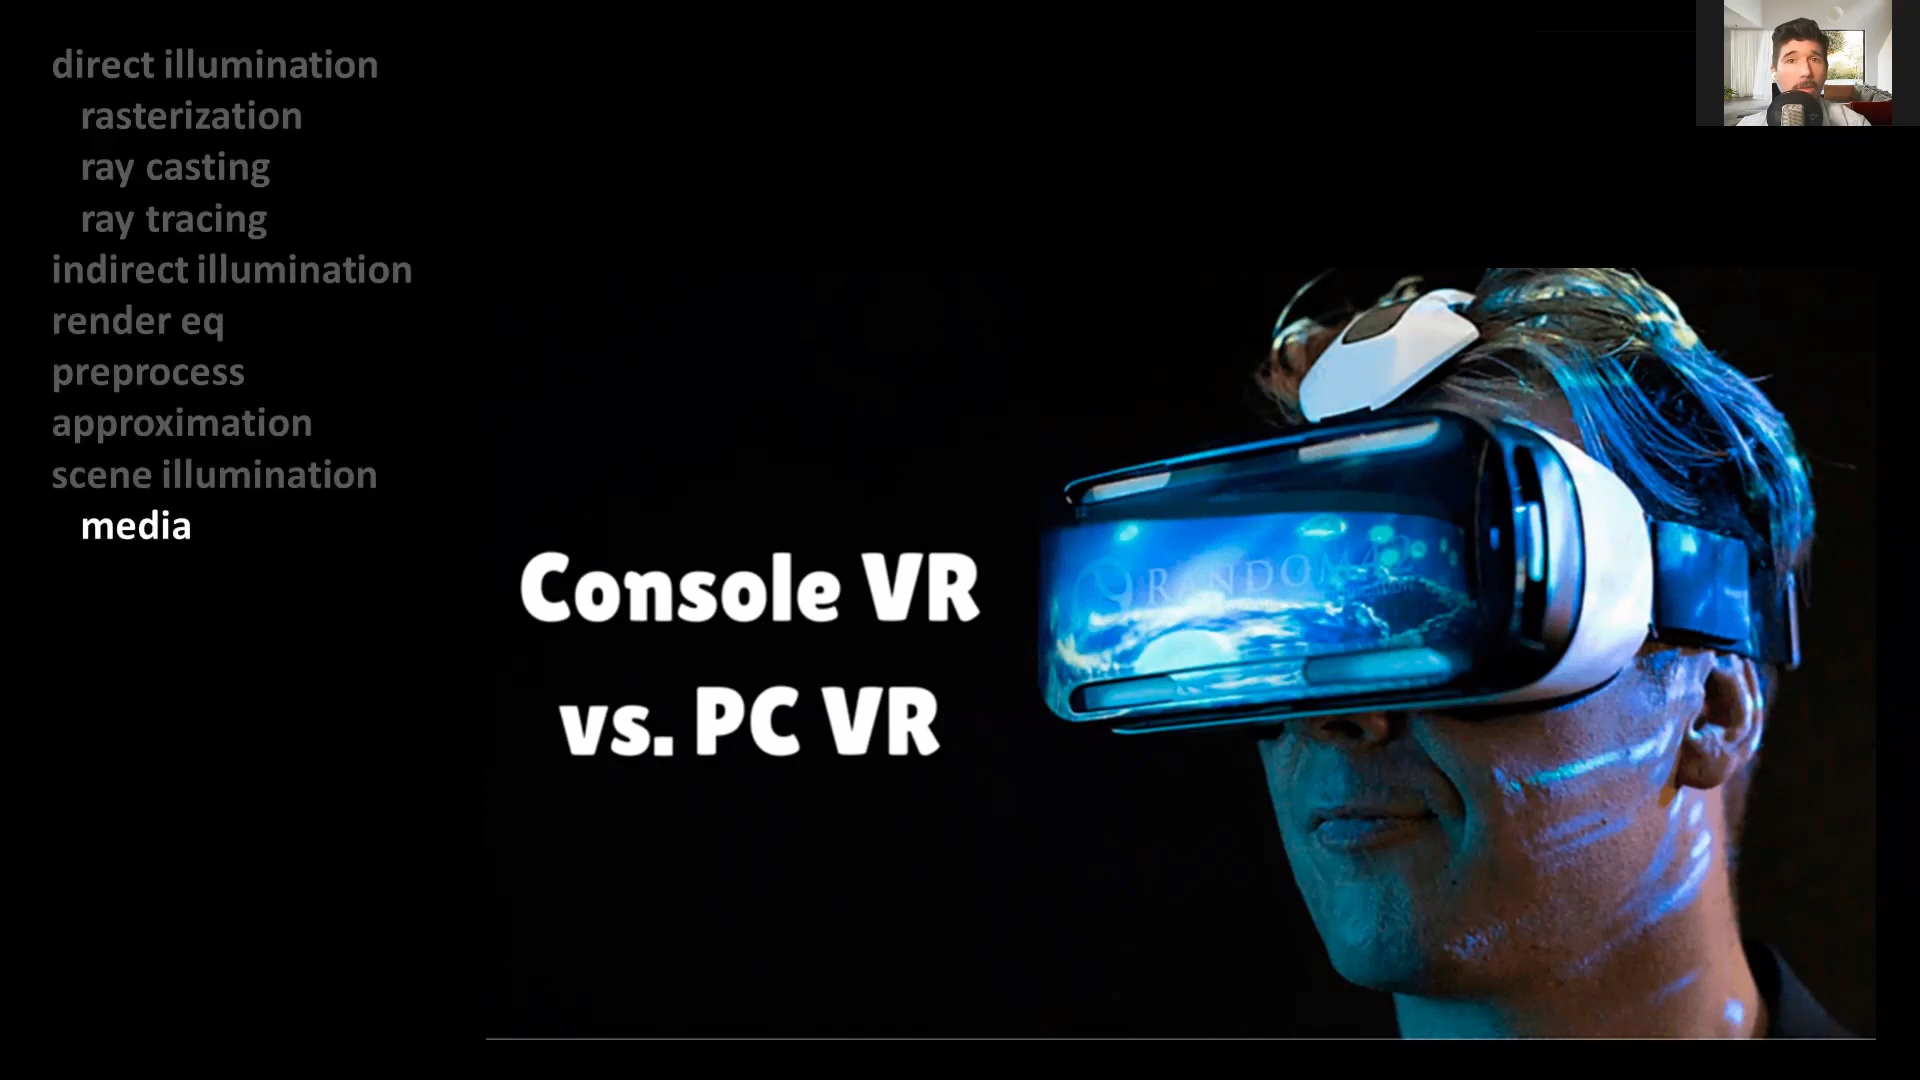 direct illumination
rasterization
ray casting
ray tracing
indirect illumination
render eq
preprocess
approximation
scene illumination
media
Console VR
vs. PC VR
RANDOM42